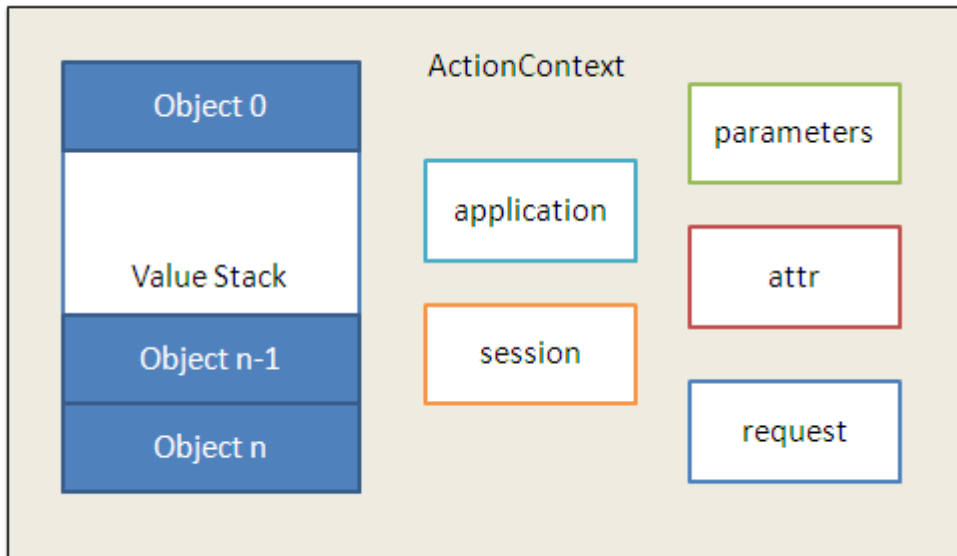 Object 0
Value Stack
Object n-1
Object n
ActionContext
application
session
parameters
attr
request